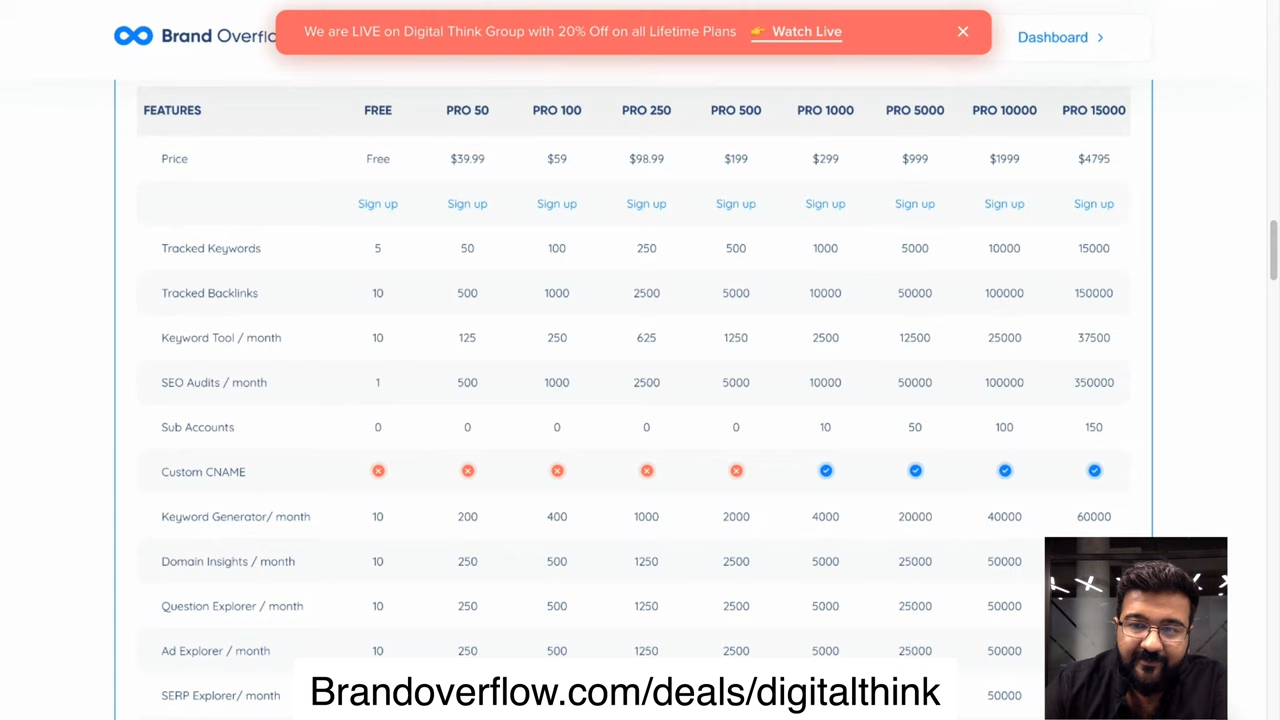 Brand Overflo
We are LIVE on Digital Think Group with 20% Off on all Lifetime Plans 👉 Watch Live ×
Dashboard >
FEATURES FREE PRO 50 PRO 100 PRO 250 PRO 500 PRO 1000 PRO 5000 PRO 10000 PRO 15000
Price Free $39.99 $59 $98.99 $199 $299 $999 $1999 $4795
Sign up Sign up Sign up Sign up Sign up Sign up Sign up Sign up Sign up
Tracked Keywords 5 50 100 250 500 1000 5000 10000 15000
Tracked Backlinks 10 500 1000 2500 5000 10000 50000 100000 150000
Keyword Tool / month 10 125 250 625 1250 2500 12500 25000 37500
SEO Audits / month 1 500 1000 2500 5000 10000 50000 100000 350000
Sub Accounts 0 0 0 0 0 10 50 100 150
Custom CNAME
Keyword Generator/ month 10 200 400 1000 2000 4000 20000 40000 60000
Domain Insights / month 10 250 500 1250 2500 5000 25000 50000
Question Explorer / month 10 250 500 1250 2500 5000 25000 50000
Ad Explorer / month 10 250 500 1250 2500 5000 25000 50000
SERP Explorer/ month 50000
Brandoverflow.com/deals/digitalthink